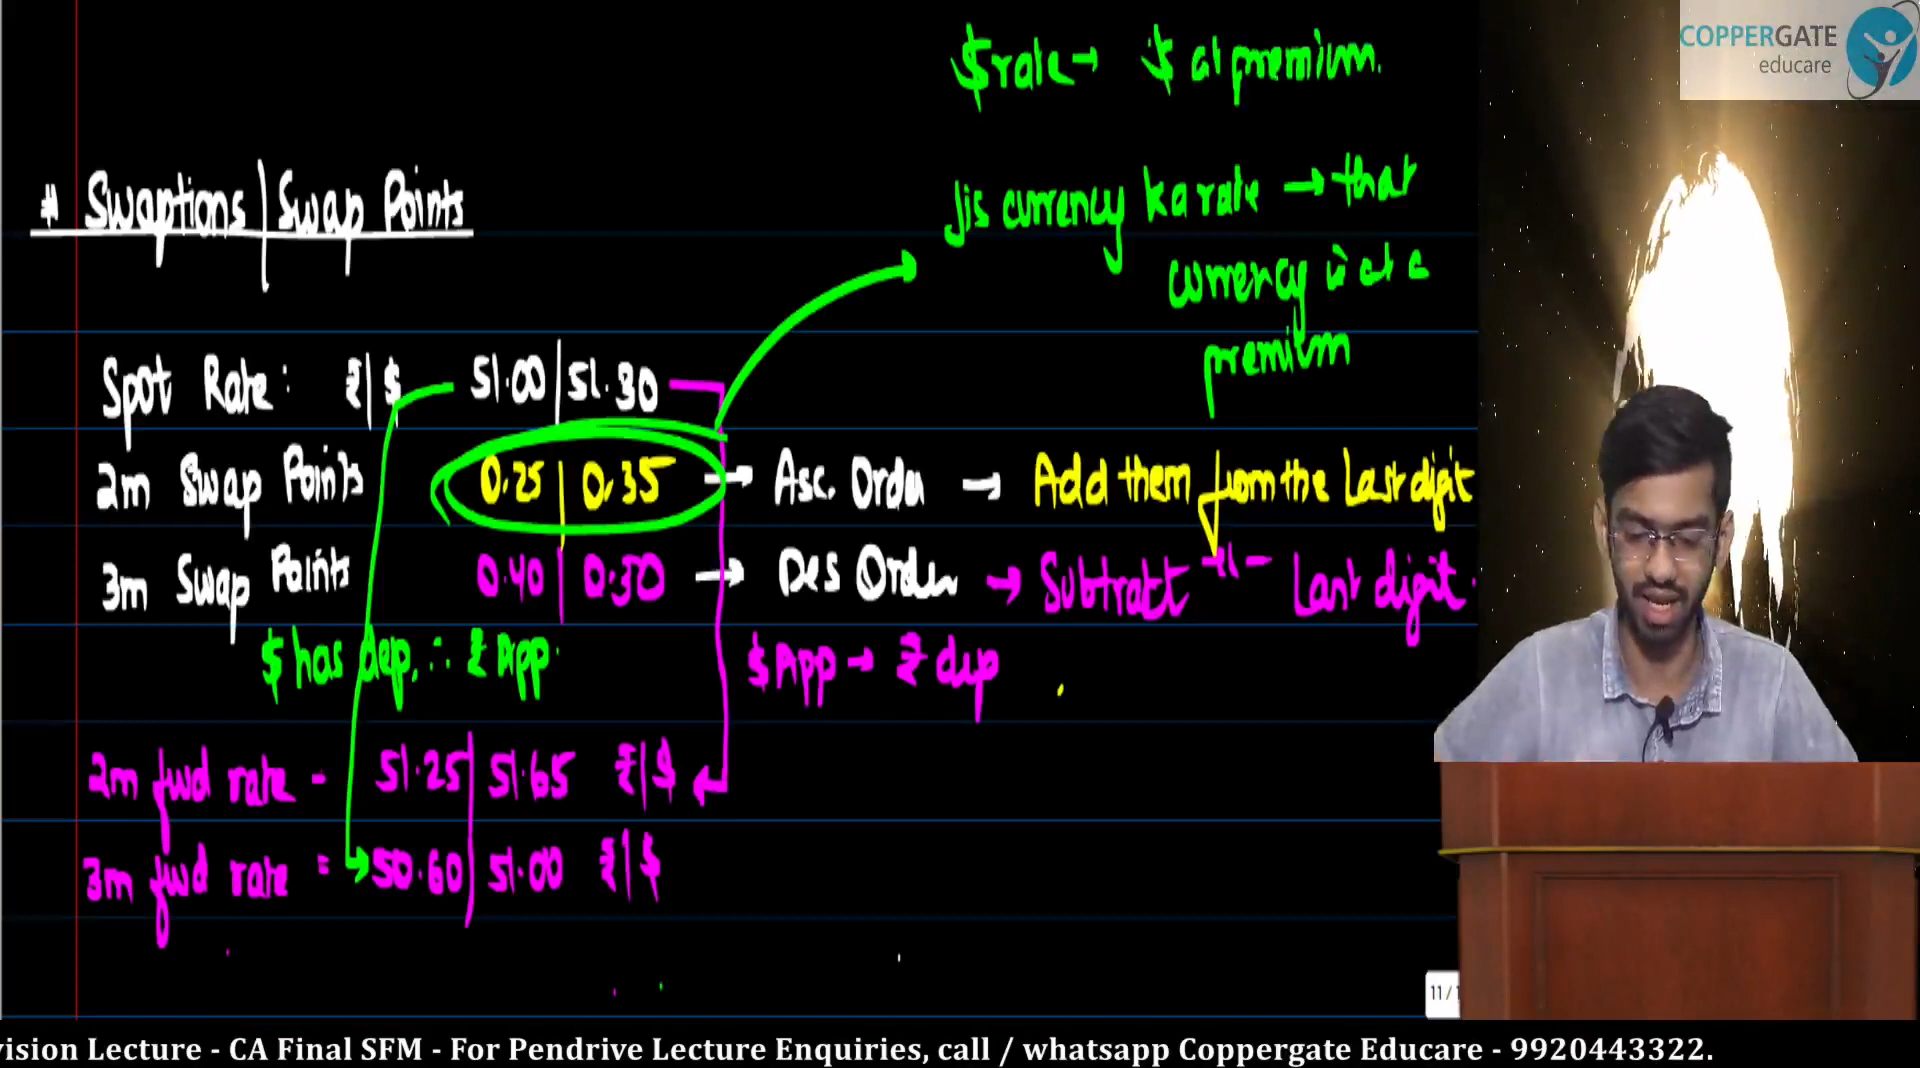 COPPERGATE
educare
$ rate → $ at premium.
Jis currency ka rate → that
currency is at a
premium
# Swaptions | Swap Points
Spot Rate: ₹|$ 51.00 | 51.30
2m Swap Points 0.25 | 0.35 → Asc. Order → Add them from the Last digit
3m Swap Points 0.40 | 0.30 → Des Order → Subtract -"- Last digit.
$ has dep. ∴ ₹ App. $ App → ₹ dep
2m fwd rate - 51.25 | 51.65 ₹|$
3m fwd rate = 50.60 | 51.00 ₹|$
11/1
vision Lecture - CA Final SFM - For Pendrive Lecture Enquiries, call / whatsapp Coppergate Educare - 9920443322.